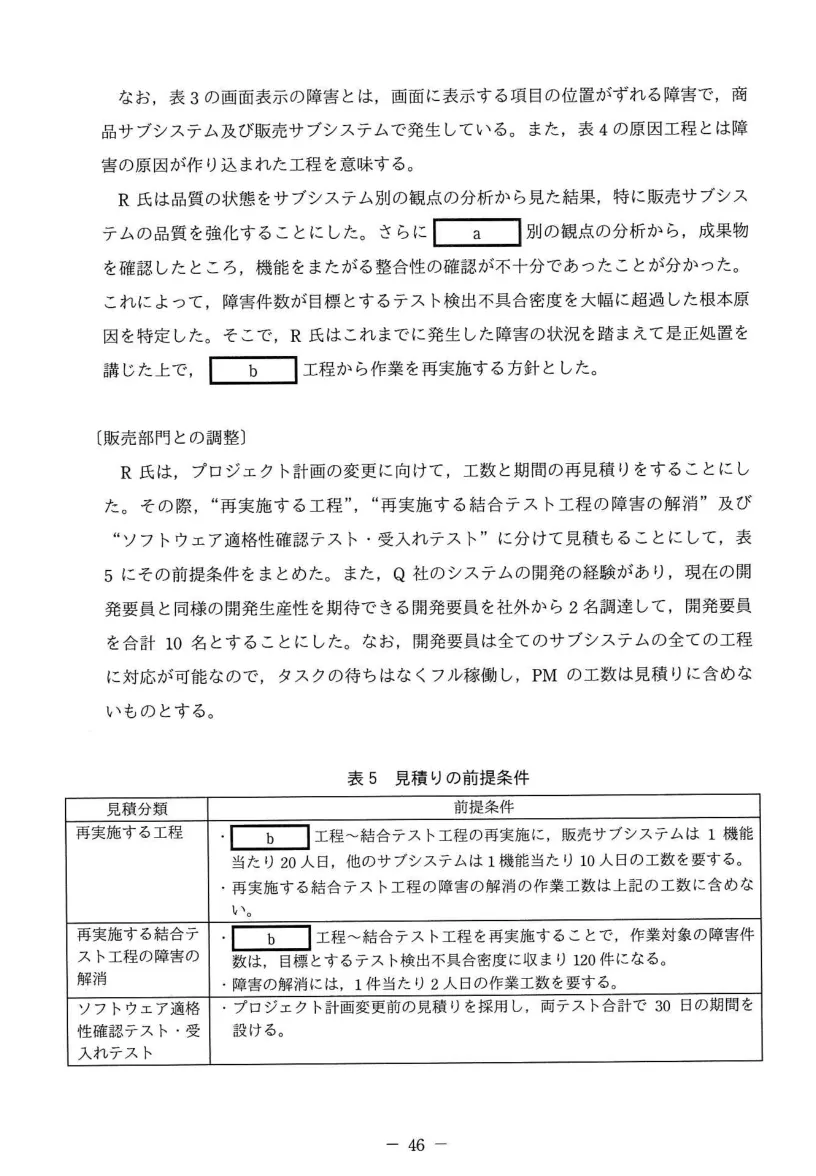 なお，表 3 の画面表示の障害とは，画面に表示する項目の位置がずれる障害で，商
品サブシステム及び販売サブシステムで発生している。また，表 4 の原因工程とは障
害の原因が作り込まれた工程を意味する。
R 氏は品質の状態をサブシステム別の観点の分析から見た結果，特に販売サブシス
テムの品質を強化することにした。さらに a 別の観点の分析から，成果物
を確認したところ，機能をまたがる整合性の確認が不十分であったことが分かった。
これによって，障害件数が目標とするテスト検出不具合密度を大幅に超過した根本原
因を特定した。そこで，R 氏はこれまでに発生した障害の状況を踏まえて是正処置を
講じた上で， b 工程から作業を再実施する方針とした。
〔販売部門との調整〕
R 氏は，プロジェクト計画の変更に向けて，工数と期間の再見積りをすることにし
た。その際，“再実施する工程”，“再実施する結合テスト工程の障害の解消” 及び
“ソフトウェア適格性確認テスト・受入れテスト” に分けて見積もることにして，表
5 にその前提条件をまとめた。また，Q 社のシステムの開発の経験があり，現在の開
発要員と同様の開発生産性を期待できる開発要員を社外から 2 名調達して，開発要員
を合計 10 名とすることにした。なお，開発要員は全てのサブシステムの全ての工程
に対応が可能なので，タスクの待ちはなくフル稼働し，PM の工数は見積りに含めな
いものとする。
表 5 見積りの前提条件
見積分類 前提条件
再実施する工程
・ b 工程～結合テスト工程の再実施に，販売サブシステムは 1 機能
当たり 20 人日，他のサブシステムは 1 機能当たり 10 人日の工数を要する。
・再実施する結合テスト工程の障害の解消の作業工数は上記の工数に含めな
い。
再実施する結合テ
スト工程の障害の
解消
・ b 工程～結合テスト工程を再実施することで，作業対象の障害件
数は，目標とするテスト検出不具合密度に収まり 120 件になる。
・障害の解消には，1 件当たり 2 人日の作業工数を要する。
ソフトウェア適格
性確認テスト・受
入れテスト
・プロジェクト計画変更前の見積りを採用し，両テスト合計で 30 日の期間を
設ける。
－ 46 －